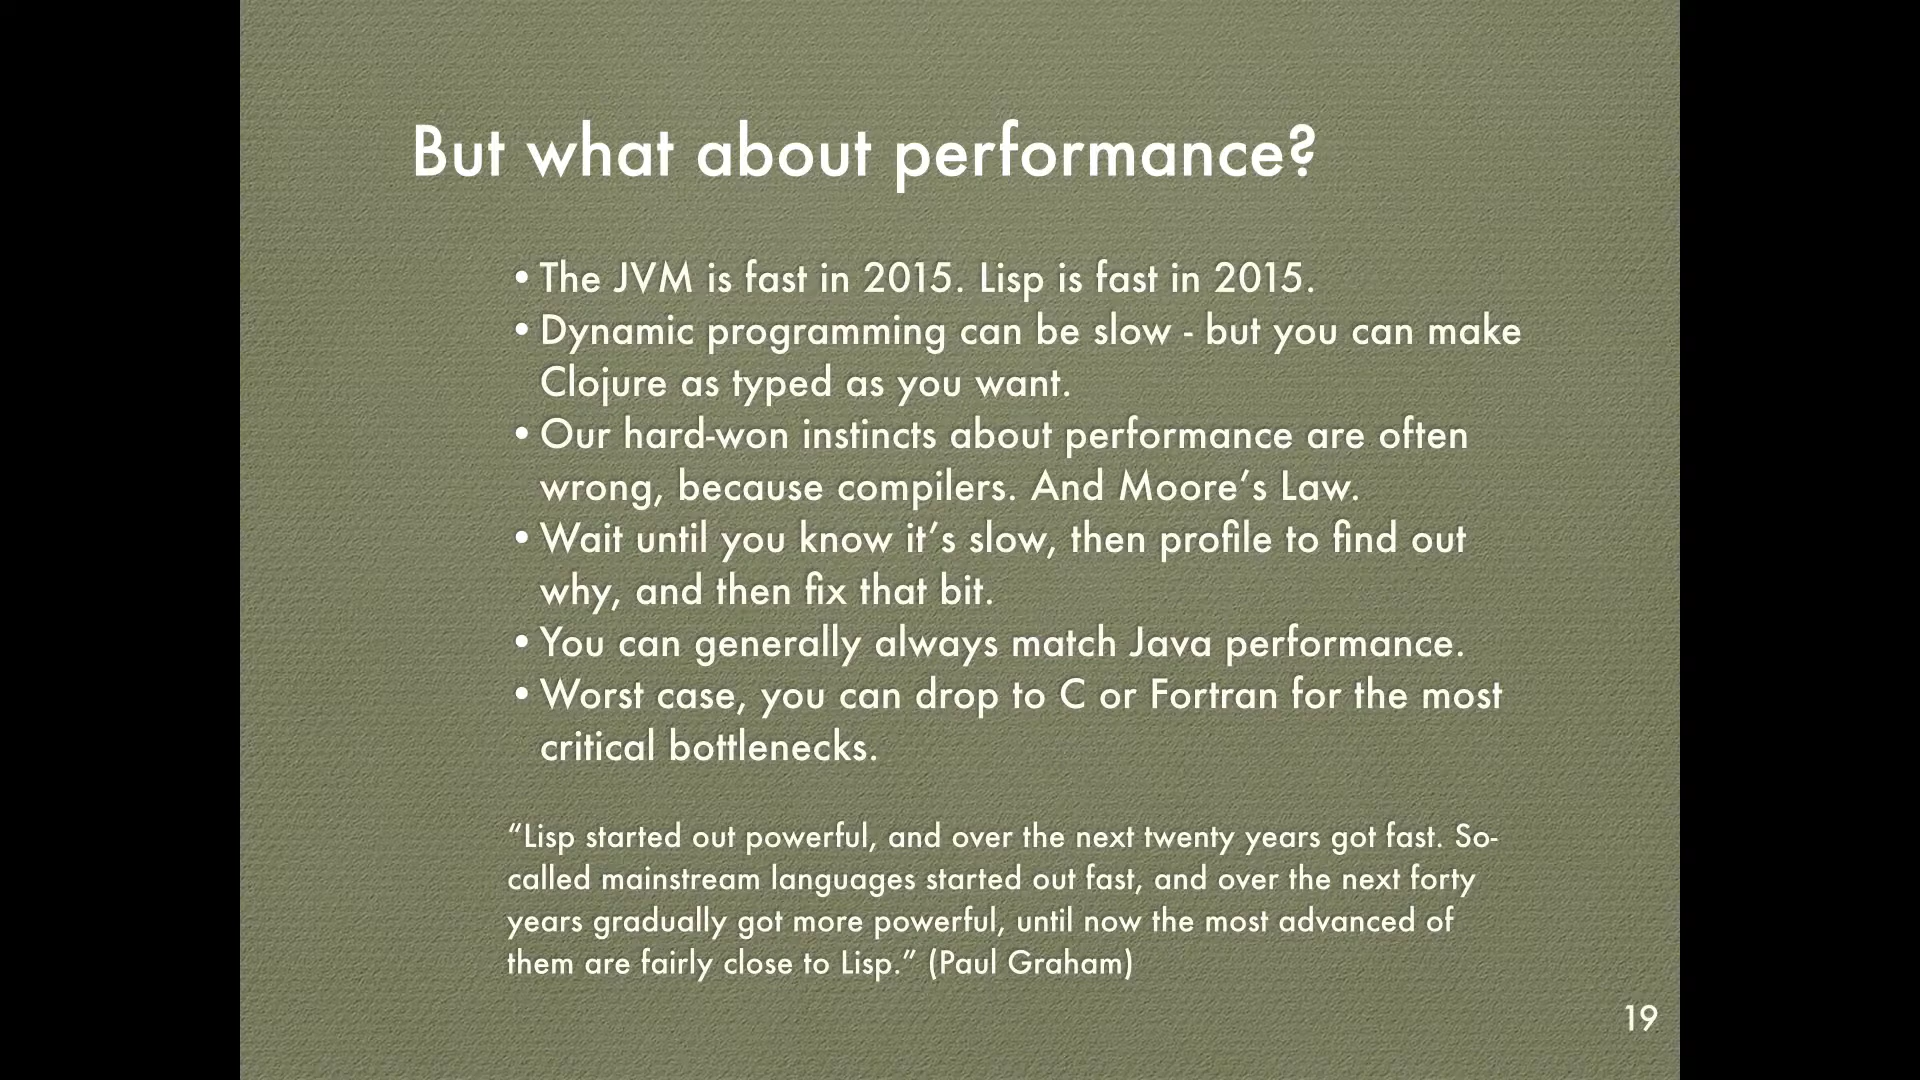 But what about performance?
• The JVM is fast in 2015. Lisp is fast in 2015.
• Dynamic programming can be slow - but you can make
Clojure as typed as you want.
• Our hard-won instincts about performance are often
wrong, because compilers. And Moore’s Law.
• Wait until you know it’s slow, then profile to find out
why, and then fix that bit.
• You can generally always match Java performance.
• Worst case, you can drop to C or Fortran for the most
critical bottlenecks.
“Lisp started out powerful, and over the next twenty years got fast. So-
called mainstream languages started out fast, and over the next forty
years gradually got more powerful, until now the most advanced of
them are fairly close to Lisp.” (Paul Graham)
19